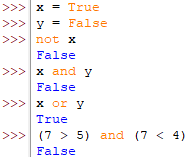 >>> x = True
>>> y = False
>>> not x
False
>>> x and y
False
>>> x or y
True
>>> (7 > 5) and (7 < 4)
False